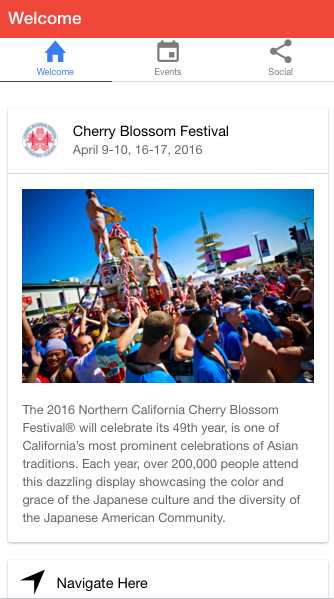 Welcome
Welcome
Events
Social
Cherry Blossom Festival
April 9-10, 16-17, 2016
The 2016 Northern California Cherry Blossom
Festival® will celebrate its 49th year, is one of
California's most prominent celebrations of Asian
traditions. Each year, over 200,000 people attend
this dazzling display showcasing the color and
grace of the Japanese culture and the diversity of
the Japanese American Community.
Navigate Here